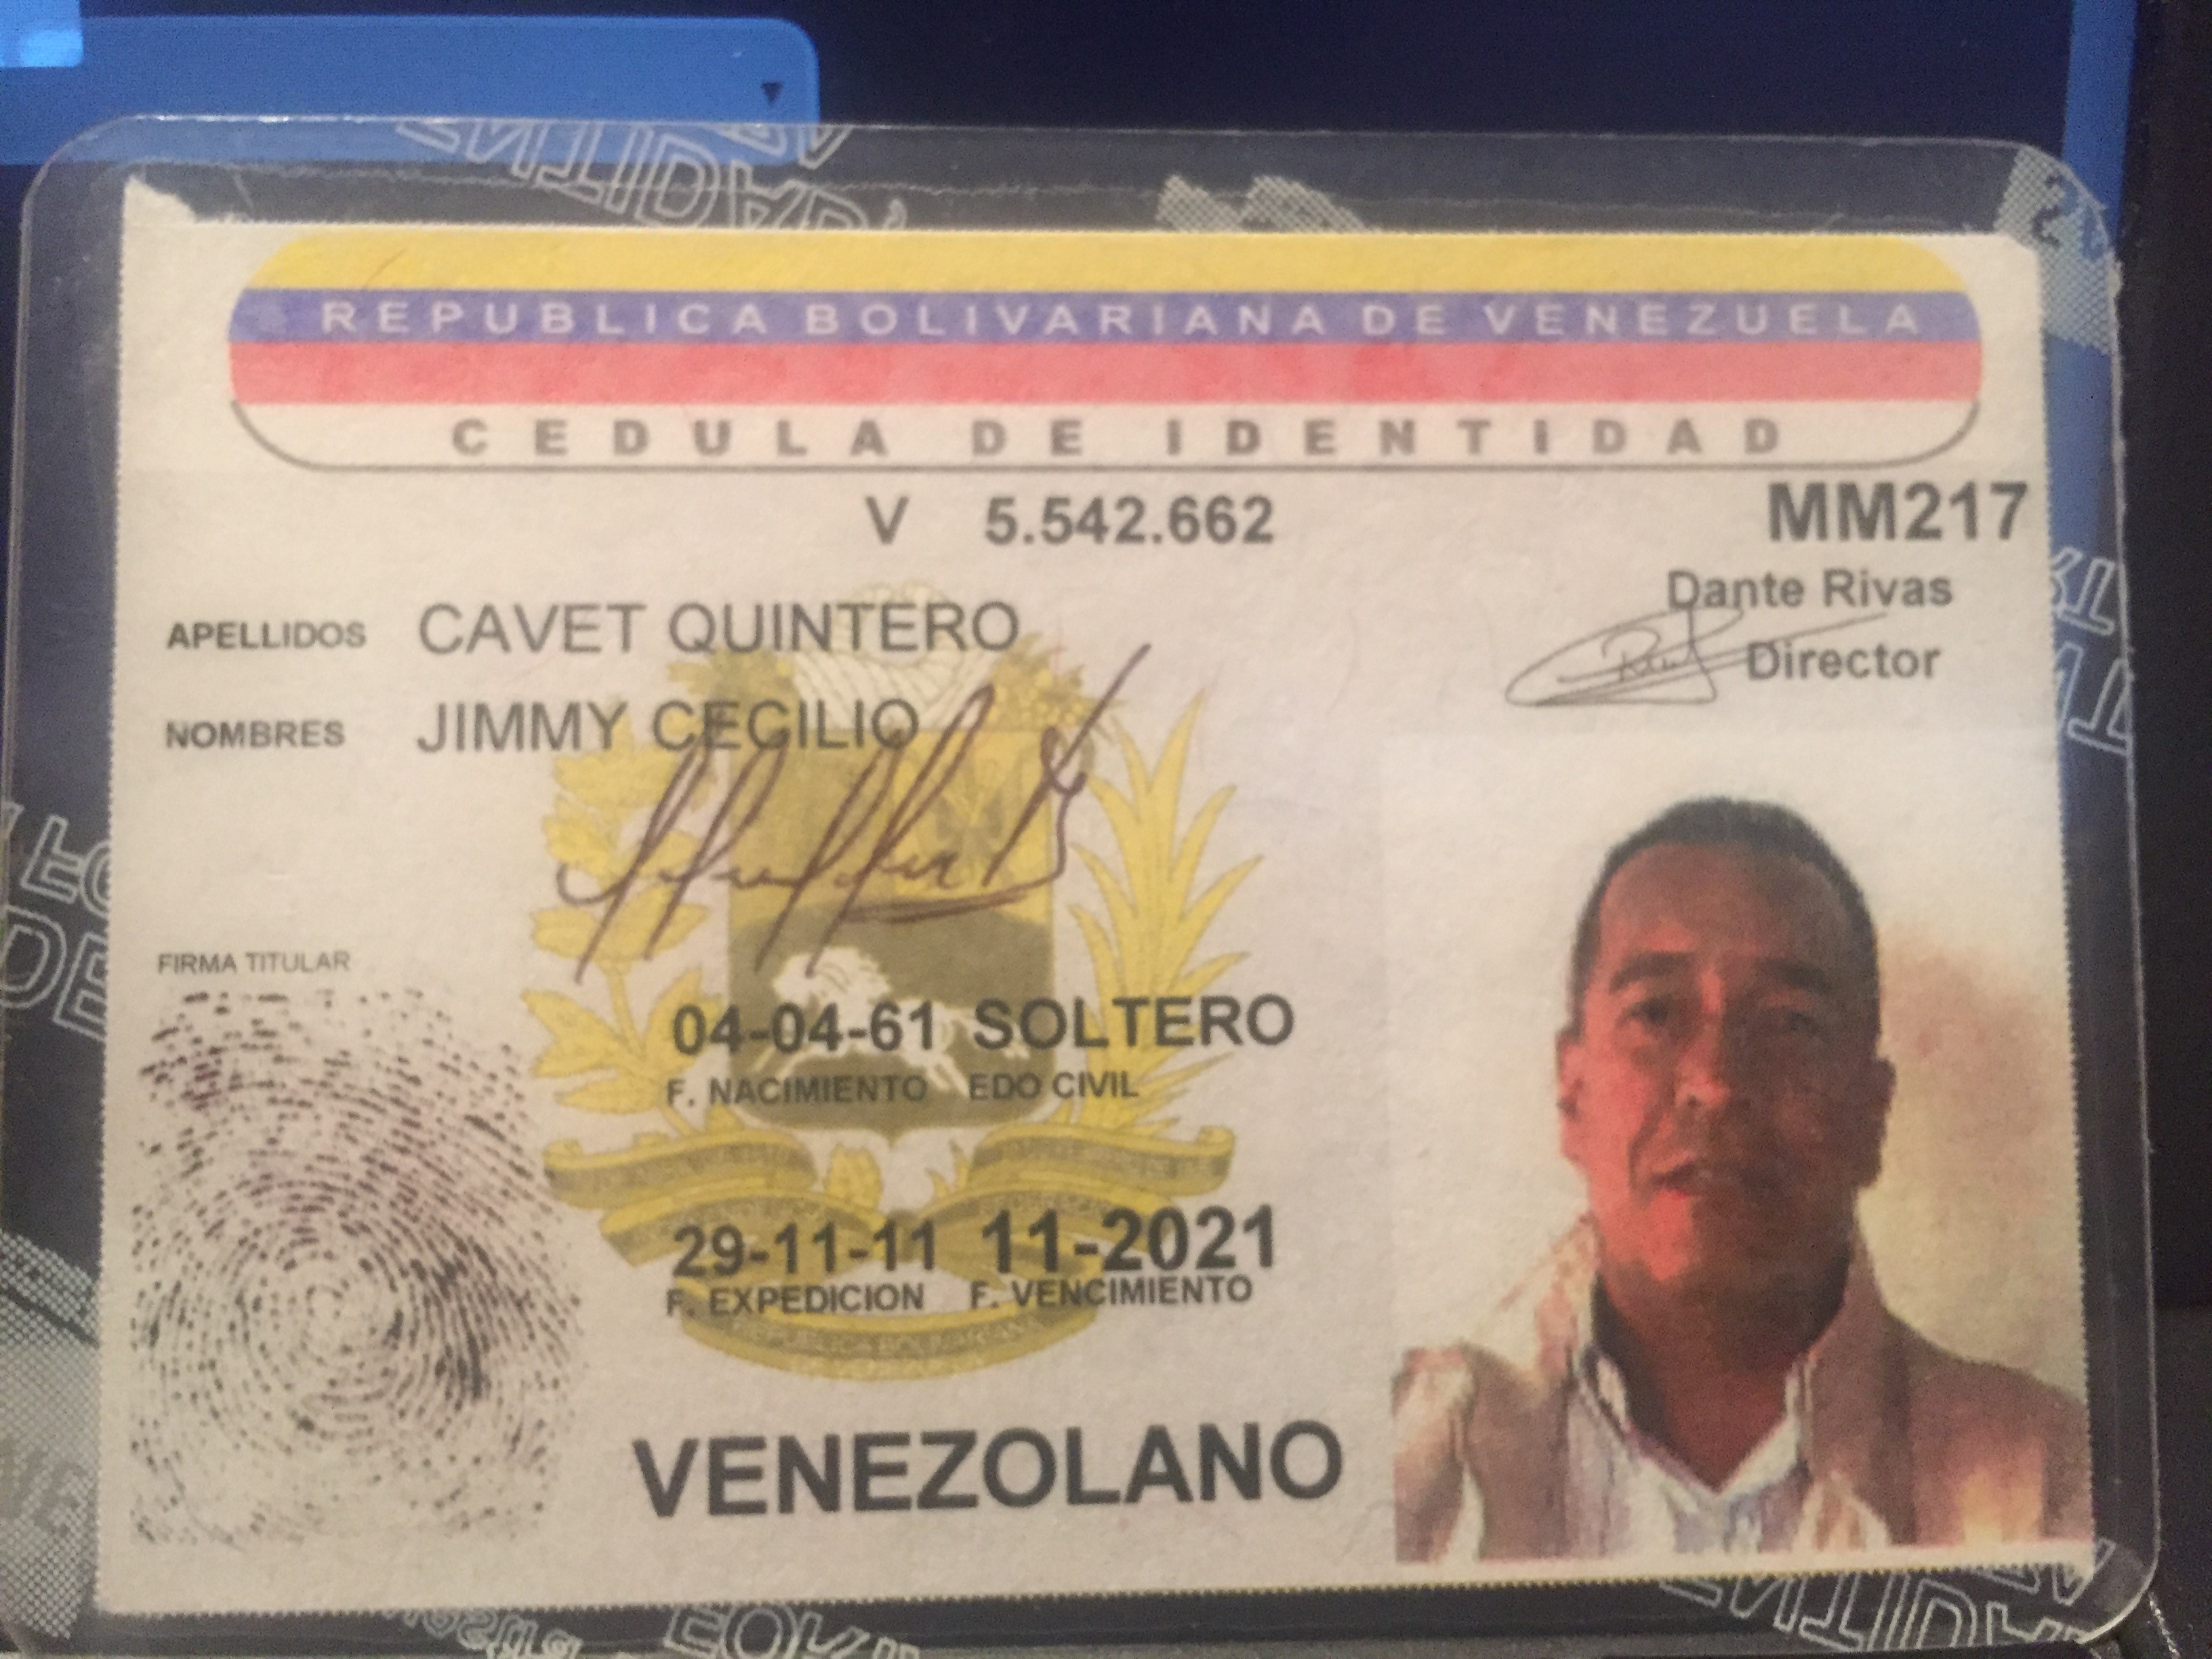 REPUBLICA BOLIVARIANA DE VENEZUELA
CEDULA DE IDENTIDAD
V 5.542.662
MM217
Dante Rivas
Director
APELLIDOS CAVET QUINTERO
NOMBRES JIMMY CECILIO
FIRMA TITULAR
04-04-61 SOLTERO
F. NACIMIENTO EDO CIVIL
29-11-11 11-2021
F. EXPEDICION F. VENCIMIENTO
VENEZOLANO